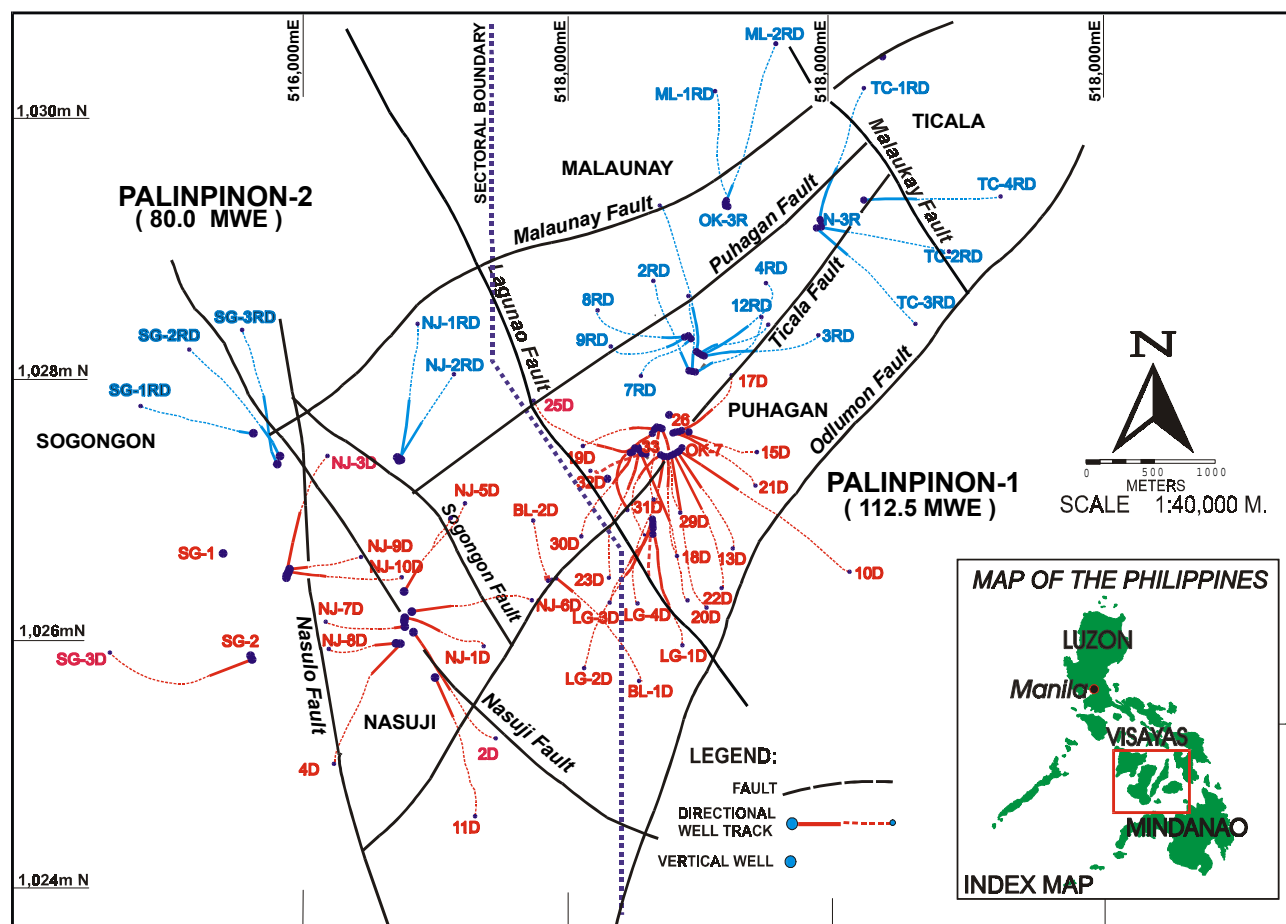 516,000mE
SECTORAL BOUNDARY
518,000mE
518,000mE
518,000mE
1,030m N
ML-2RD
ML-1RD
TC-1RD
TICALA
MALAUNAY
Malaukay Fault
PALINPINON-2
( 80.0 MWE )
TC-4RD
Malaunay Fault
OK-3R
N-3R
Puhagan Fault
TC-2RD
TC-3RD
Lagunao Fault
2RD
4RD
8RD
12RD
Ticala Fault
9RD
3RD
7RD
SG-3RD
SG-2RD
NJ-1RD
NJ-2RD
SG-1RD
1,028m N
17D
25D
PUHAGAN
Odlumon Fault
SOGONGON
26
33
OK-7
19D
15D
NJ-3D
32D
21D
PALINPINON-1
( 112.5 MWE )
NJ-5D
BL-2D
31D
29D
Sogongon Fault
30D
SG-1
NJ-9D
NJ-10D
18D
13D
10D
23D
22D
NJ-7D
NJ-6D
LG-3D
LG-4D
20D
NJ-8D
1,026mN
SG-2
NJ-1D
LG-1D
SG-3D
LG-2D
BL-1D
Nasulo Fault
NASUJI
Nasuji Fault
2D
4D
11D
1,024m N
N
0
500
1000
METERS
SCALE 1:40,000 M.
LEGEND:
FAULT
DIRECTIONAL
WELL TRACK
VERTICAL WELL
MAP OF THE PHILIPPINES
LUZON
Manila
VISAYAS
MINDANAO
INDEX MAP